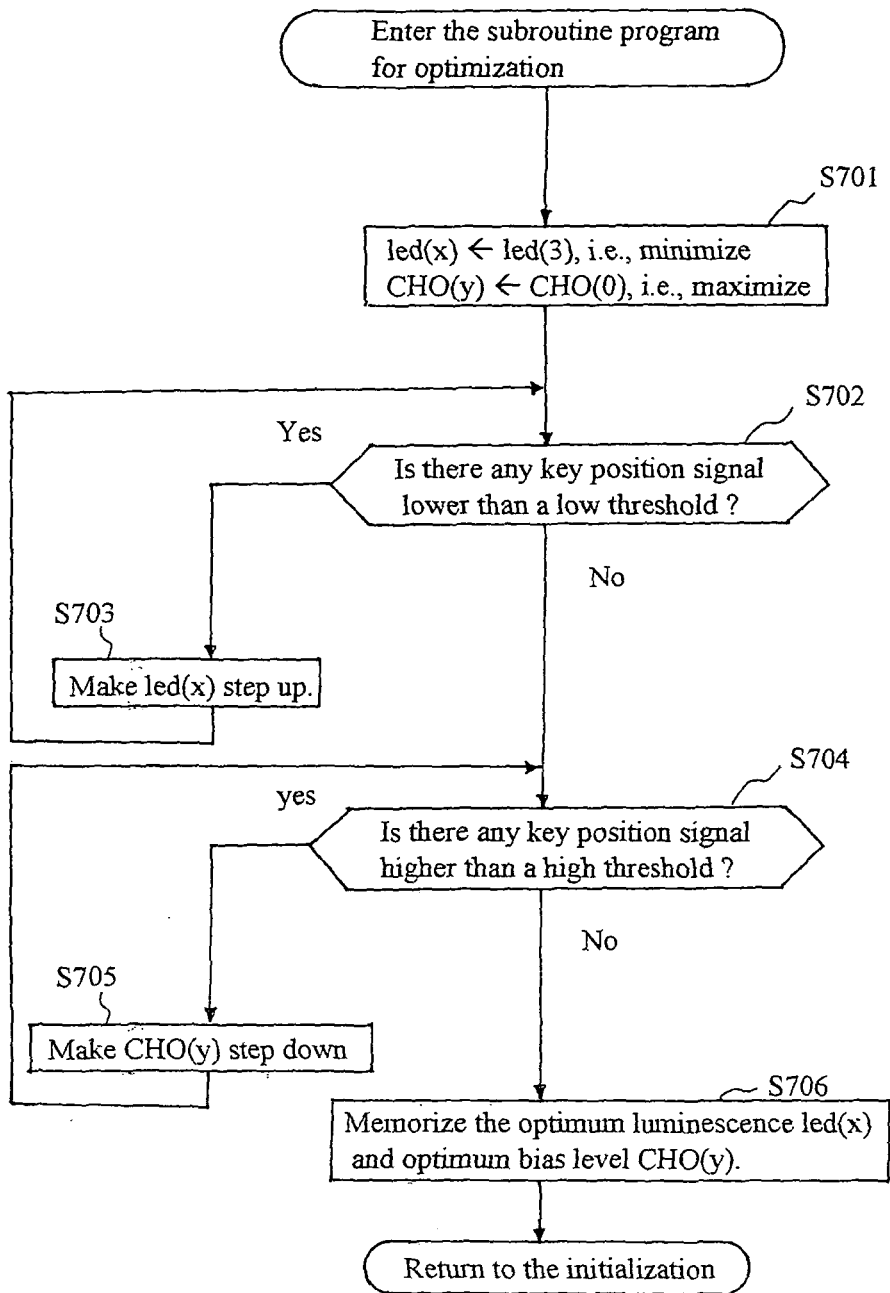 Enter the subroutine program
for optimization
S701
led(x) ← led(3), i.e., minimize
CHO(y) ← CHO(0), i.e., maximize
S702
Yes
Is there any key position signal
lower than a low threshold ?
No
S703
Make led(x) step up.
S704
yes
Is there any key position signal
higher than a high threshold ?
No
S705
Make CHO(y) step down
S706
Memorize the optimum luminescence led(x)
and optimum bias level CHO(y).
Return to the initialization